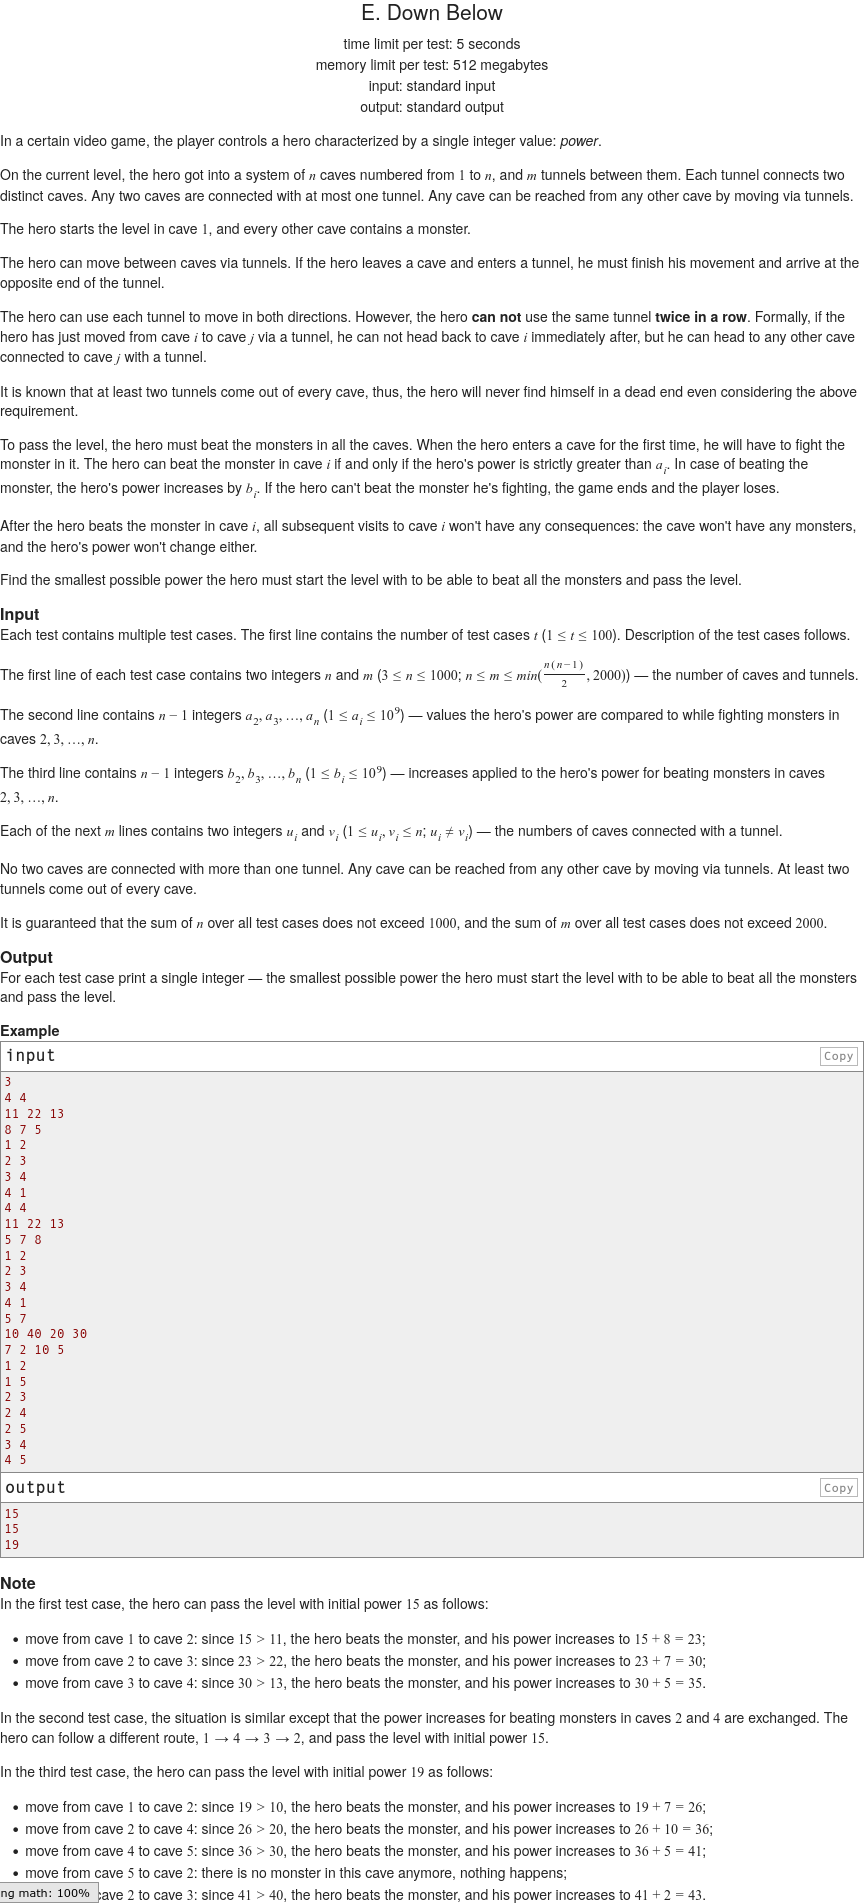 E. Down Below
time limit per test: 5 seconds
memory limit per test: 512 megabytes
input: standard input
output: standard output
In a certain video game, the player controls a hero characterized by a single integer value: power.
On the current level, the hero got into a system of n caves numbered from 1 to n, and m tunnels between them. Each tunnel connects two
distinct caves. Any two caves are connected with at most one tunnel. Any cave can be reached from any other cave by moving via tunnels.
The hero starts the level in cave 1, and every other cave contains a monster.
The hero can move between caves via tunnels. If the hero leaves a cave and enters a tunnel, he must finish his movement and arrive at the
opposite end of the tunnel.
The hero can use each tunnel to move in both directions. However, the hero can not use the same tunnel twice in a row. Formally, if the
hero has just moved from cave i to cave j via a tunnel, he can not head back to cave i immediately after, but he can head to any other cave
connected to cave j with a tunnel.
It is known that at least two tunnels come out of every cave, thus, the hero will never find himself in a dead end even considering the above
requirement.
To pass the level, the hero must beat the monsters in all the caves. When the hero enters a cave for the first time, he will have to fight the
monster in it. The hero can beat the monster in cave i if and only if the hero's power is strictly greater than a_i. In case of beating the
monster, the hero's power increases by b_i. If the hero can't beat the monster he's fighting, the game ends and the player loses.
After the hero beats the monster in cave i, all subsequent visits to cave i won't have any consequences: the cave won't have any monsters,
and the hero's power won't change either.
Find the smallest possible power the hero must start the level with to be able to beat all the monsters and pass the level.
Input
Each test contains multiple test cases. The first line contains the number of test cases t (1 ≤ t ≤ 100). Description of the test cases follows.
The first line of each test case contains two integers n and m (3 ≤ n ≤ 1000; n ≤ m ≤ min(n(n−1)/2, 2000)) — the number of caves and tunnels.
The second line contains n − 1 integers a_2, a_3, …, a_n (1 ≤ a_i ≤ 10^9) — values the hero's power are compared to while fighting monsters in
caves 2, 3, …, n.
The third line contains n − 1 integers b_2, b_3, …, b_n (1 ≤ b_i ≤ 10^9) — increases applied to the hero's power for beating monsters in caves
2, 3, …, n.
Each of the next m lines contains two integers u_i and v_i (1 ≤ u_i, v_i ≤ n; u_i ≠ v_i) — the numbers of caves connected with a tunnel.
No two caves are connected with more than one tunnel. Any cave can be reached from any other cave by moving via tunnels. At least two
tunnels come out of every cave.
It is guaranteed that the sum of n over all test cases does not exceed 1000, and the sum of m over all test cases does not exceed 2000.
Output
For each test case print a single integer — the smallest possible power the hero must start the level with to be able to beat all the monsters
and pass the level.
Example
input
Copy
3
4 4
11 22 13
8 7 5
1 2
2 3
3 4
4 1
4 4
11 22 13
5 7 8
1 2
2 3
3 4
4 1
5 7
10 40 20 30
7 2 10 5
1 2
1 5
2 3
2 4
2 5
3 4
4 5
output
Copy
15
15
19
Note
In the first test case, the hero can pass the level with initial power 15 as follows:
• move from cave 1 to cave 2: since 15 > 11, the hero beats the monster, and his power increases to 15 + 8 = 23;
• move from cave 2 to cave 3: since 23 > 22, the hero beats the monster, and his power increases to 23 + 7 = 30;
• move from cave 3 to cave 4: since 30 > 13, the hero beats the monster, and his power increases to 30 + 5 = 35.
In the second test case, the situation is similar except that the power increases for beating monsters in caves 2 and 4 are exchanged. The
hero can follow a different route, 1 → 4 → 3 → 2, and pass the level with initial power 15.
In the third test case, the hero can pass the level with initial power 19 as follows:
• move from cave 1 to cave 2: since 19 > 10, the hero beats the monster, and his power increases to 19 + 7 = 26;
• move from cave 2 to cave 4: since 26 > 20, the hero beats the monster, and his power increases to 26 + 10 = 36;
• move from cave 4 to cave 5: since 36 > 30, the hero beats the monster, and his power increases to 36 + 5 = 41;
• move from cave 5 to cave 2: there is no monster in this cave anymore, nothing happens;
ng math: 100% cave 2 to cave 3: since 41 > 40, the hero beats the monster, and his power increases to 41 + 2 = 43.